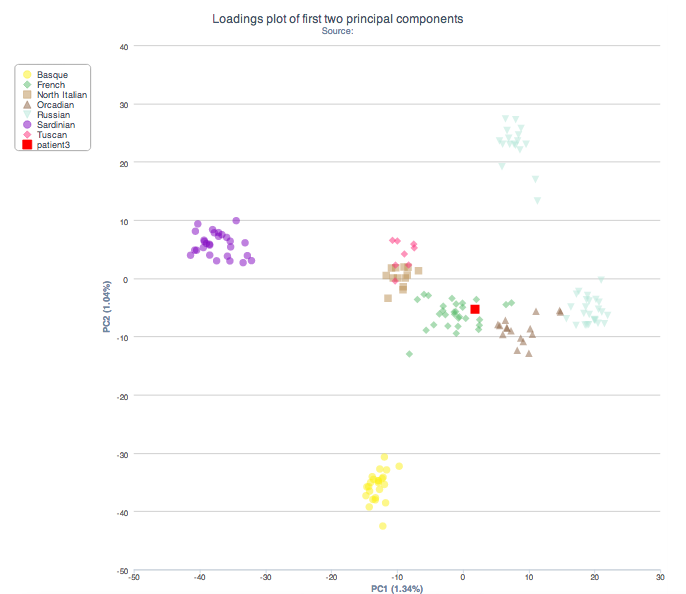 Loadings plot of first two principal components
Source:
Basque
French
North Italian
Orcadian
Russian
Sardinian
Tuscan
patient3
PC2 (1.04%)
40
30
20
10
0
-10
-20
-30
-40
-50
-50
-40
-30
-20
-10
0
10
20
30
PC1 (1.34%)